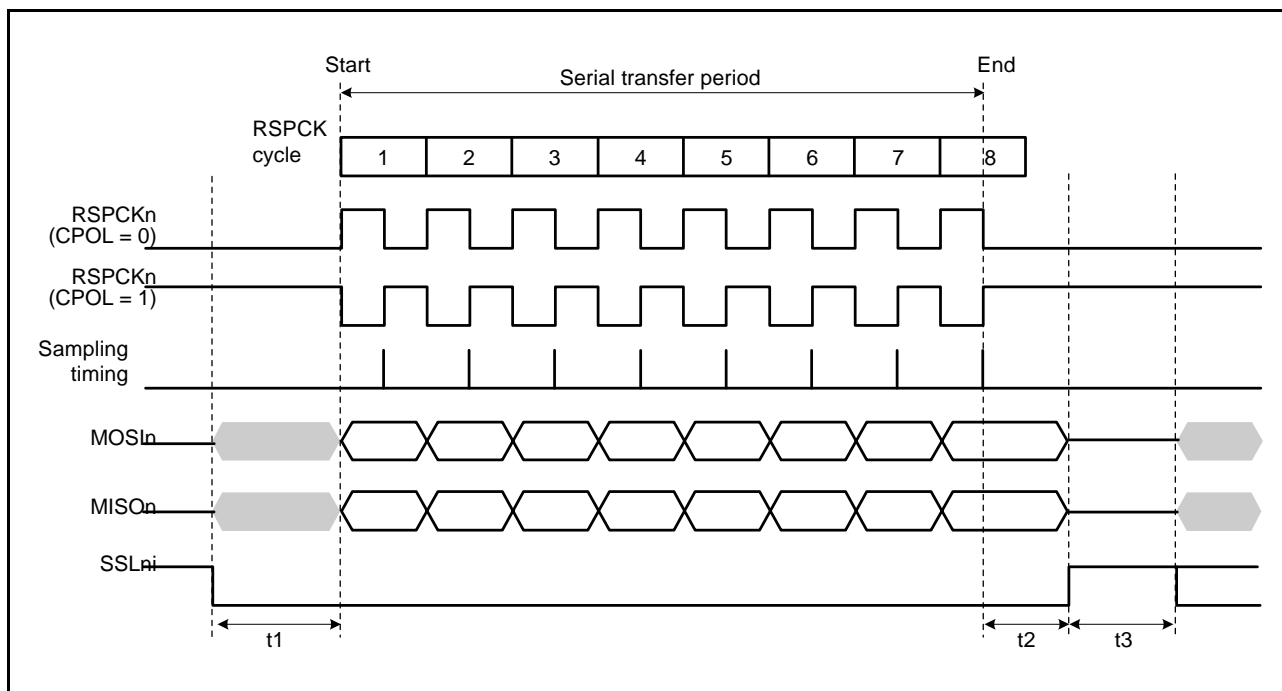 Start
End
Serial transfer period
RSPCK
cycle
1 2 3 4 5 6 7 8
RSPCKn
(CPOL = 0)
RSPCKn
(CPOL = 1)
Sampling
timing
MOSIn
MISOn
SSLni
t1
t2
t3